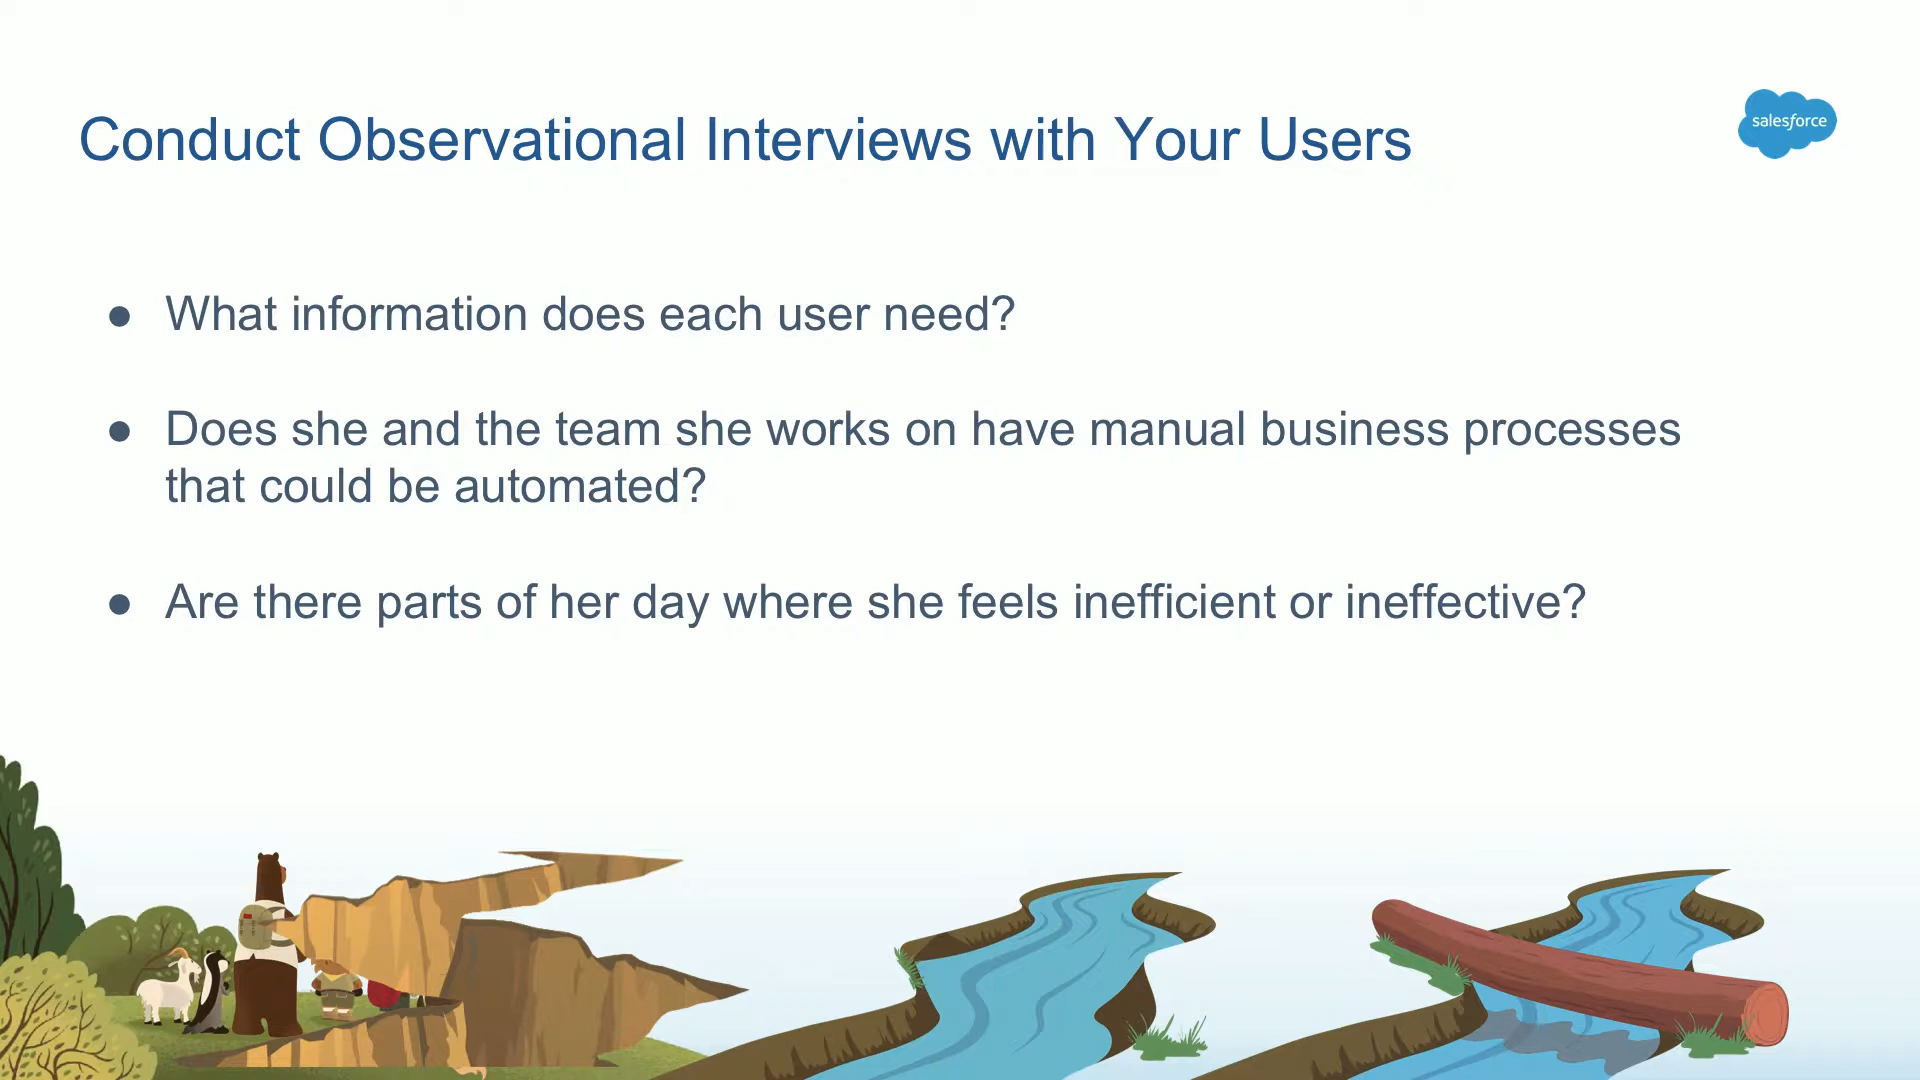 Conduct Observational Interviews with Your Users
salesforce
● What information does each user need?
● Does she and the team she works on have manual business processes
that could be automated?
● Are there parts of her day where she feels inefficient or ineffective?